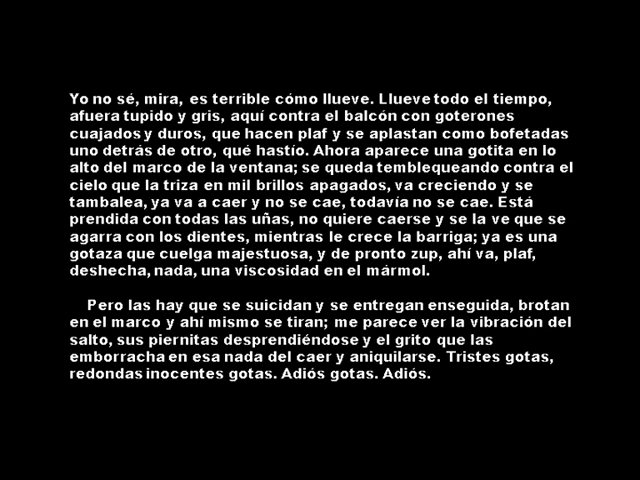 Yo no sé, mira, es terrible cómo llueve. Llueve todo el tiempo,
afuera tupido y gris, aquí contra el balcón con goterones
cuajados y duros, que hacen plaf y se aplastan como bofetadas
uno detrás de otro, qué hastío. Ahora aparece una gotita en lo
alto del marco de la ventana; se queda temblequeando contra el
cielo que la triza en mil brillos apagados, va creciendo y se
tambalea, ya va a caer y no se cae, todavía no se cae. Está
prendida con todas las uñas, no quiere caerse y se la ve que se
agarra con los dientes, mientras le crece la barriga; ya es una
gotaza que cuelga majestuosa, y de pronto zup, ahí va, plaf,
deshecha, nada, una viscosidad en el mármol.
Pero las hay que se suicidan y se entregan enseguida, brotan
en el marco y ahí mismo se tiran; me parece ver la vibración del
salto, sus piernitas desprendiéndose y el grito que las
emborracha en esa nada del caer y aniquilarse. Tristes gotas,
redondas inocentes gotas. Adiós gotas. Adiós.